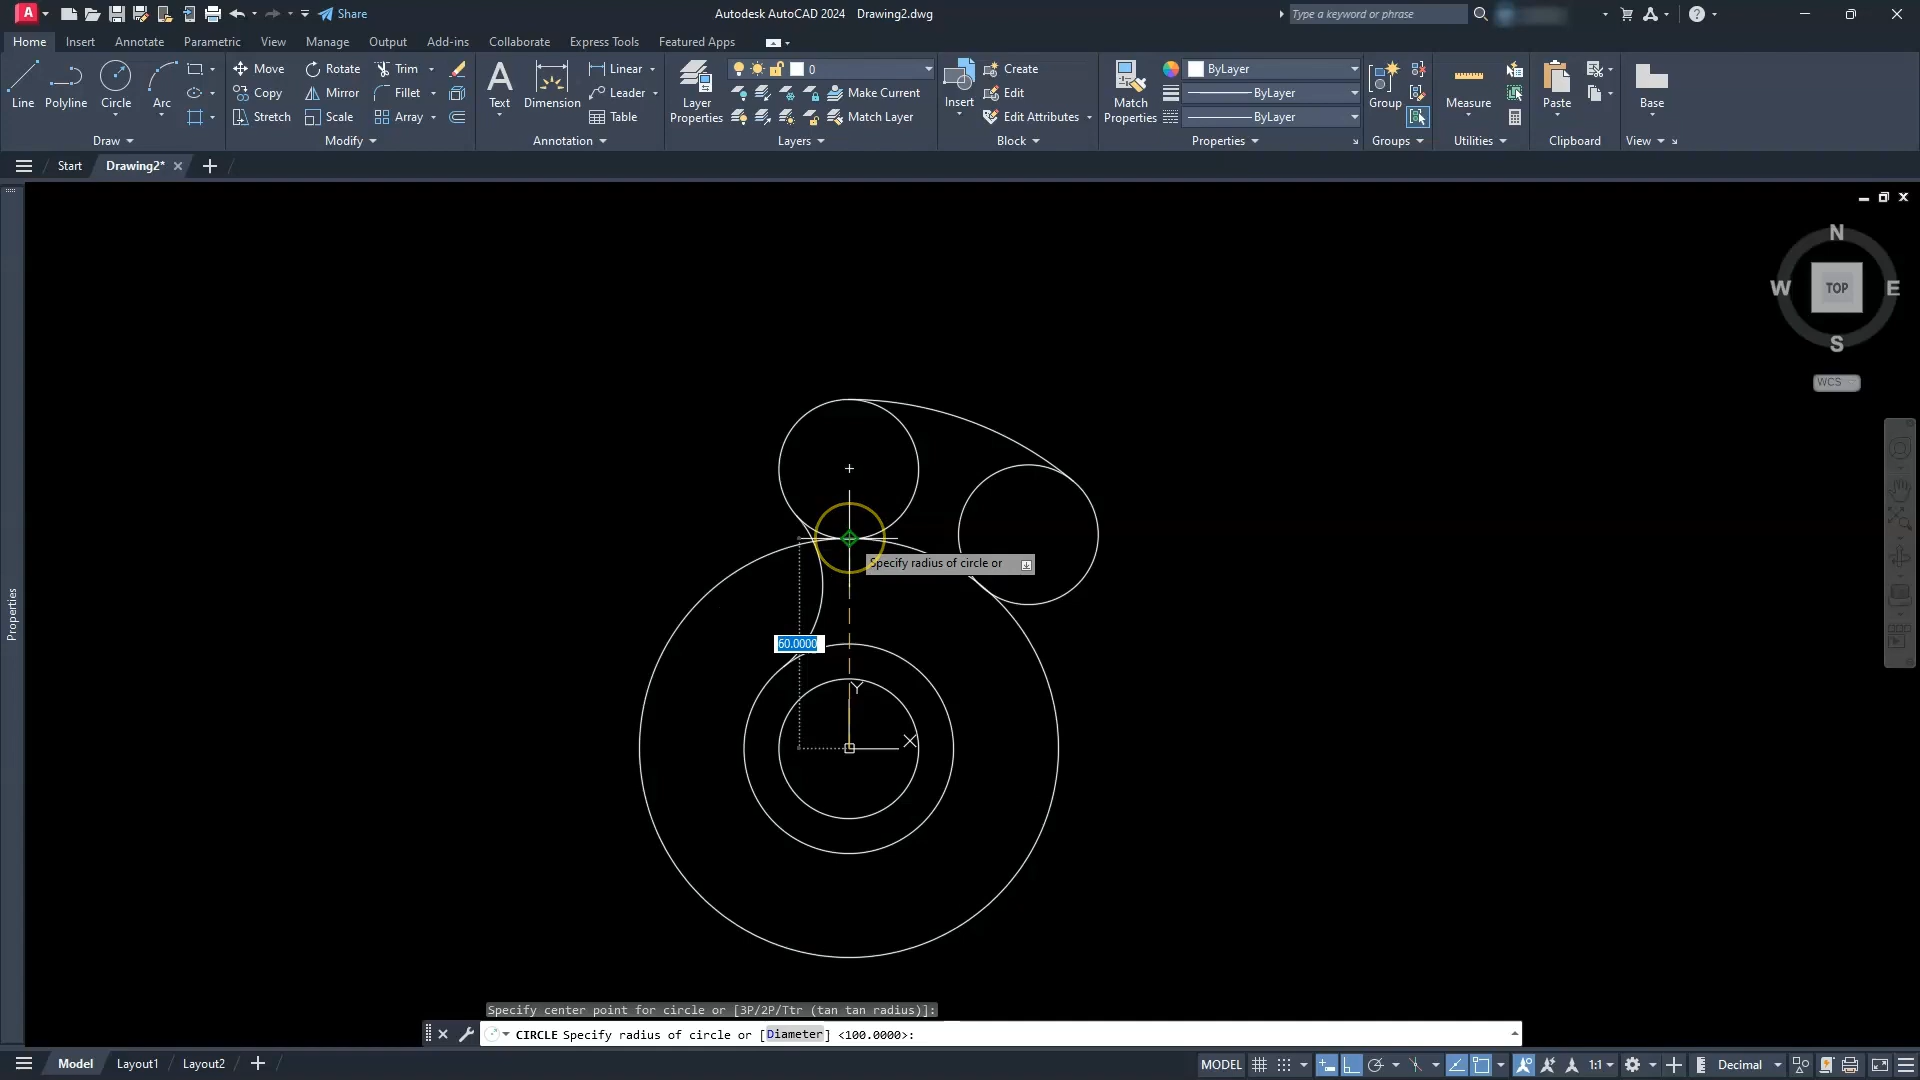 A Share Autodesk AutoCAD 2024 Drawing2.dwg Type a keyword or phrase
Home Insert Annotate Parametric View Manage Output Add-ins Collaborate Express Tools Featured Apps
Line Polyline Circle Arc
Draw
Move Rotate Trim
Copy Mirror Fillet
Stretch Scale Array
Modify
Text Dimension
Linear
Leader
Table
Annotation
Layer Properties
0
Make Current
Match Layer
Layers
Insert
Create
Edit
Edit Attributes
Block
Match Properties
ByLayer
ByLayer
ByLayer
Properties
Group
Groups
Measure
Utilities
Paste
Clipboard
Base
View
Start Drawing2*
N
W TOP E
S
WCS
Properties
Specify radius of circle or
60.0000
Y
X
Specify center point for circle or [3P/2P/Ttr (tan tan radius)]:
CIRCLE Specify radius of circle or [Diameter] <100.0000>:
Model Layout1 Layout2 MODEL 1:1 Decimal